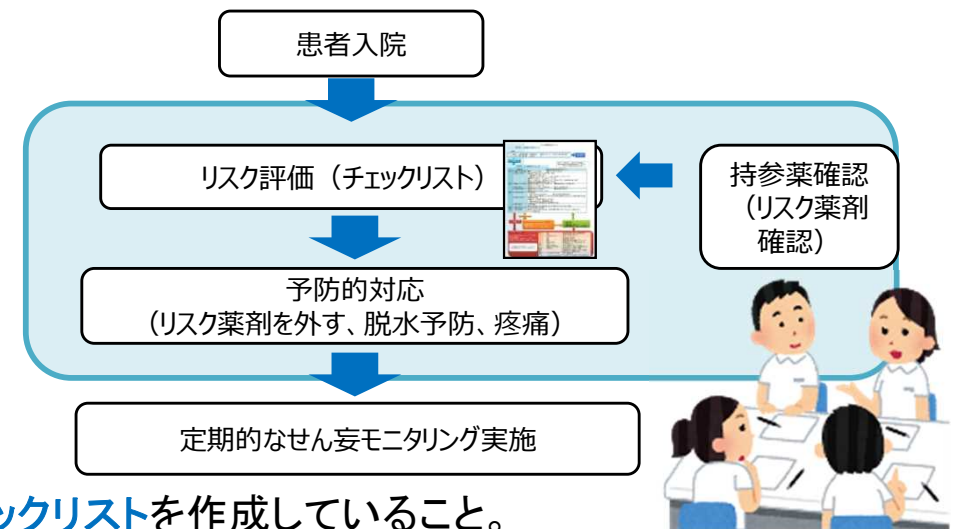 患者入院
リスク評価（チェックリスト）
持参薬確認
（リスク薬剤
確認）
予防的対応
（リスク薬剤を外す、脱水予防、疼痛）
定期的なせん妄モニタリング実施
ックリストを作成していること。